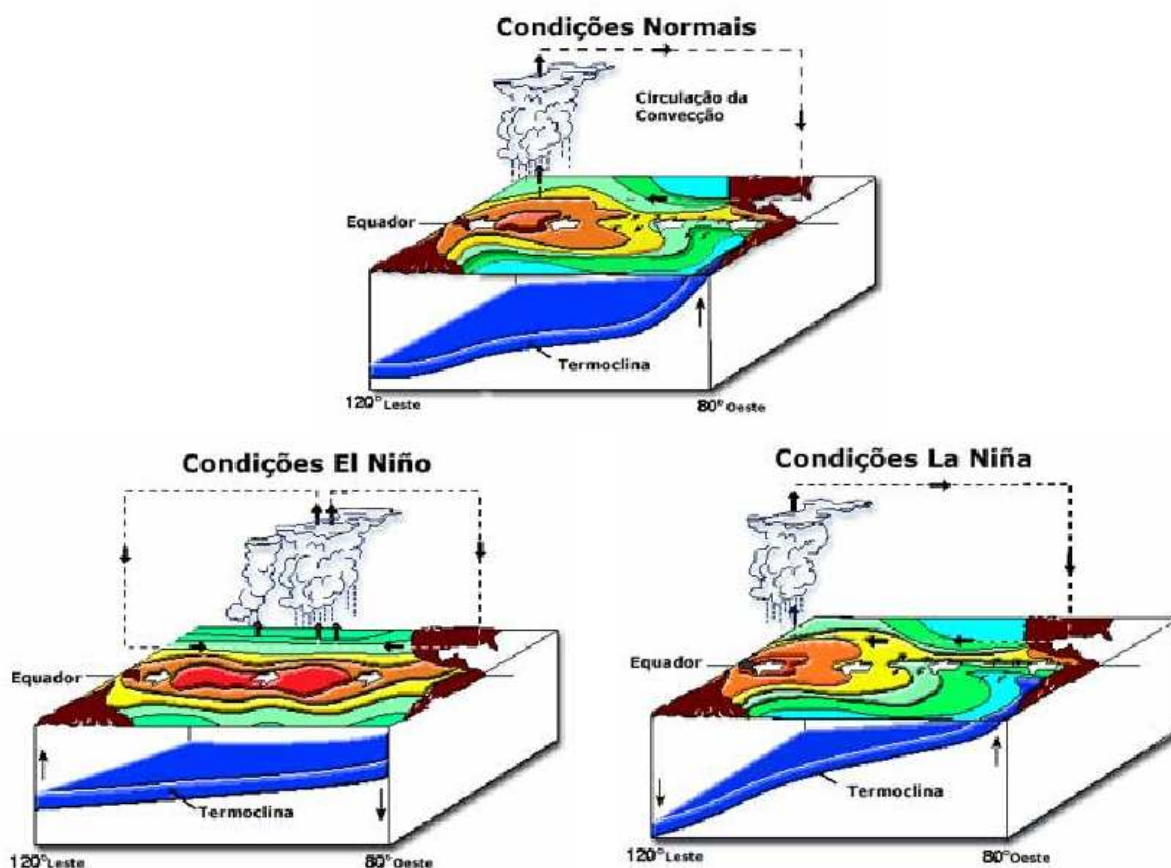 Condições Normais
Circulação da
Convecção
Equador
Termoclina
120° Leste
80° Oeste
Condições El Niño
Equador
Termoclina
120° Leste
80° Oeste
Condições La Niña
Equador
Termoclina
120° Leste
80° Oeste